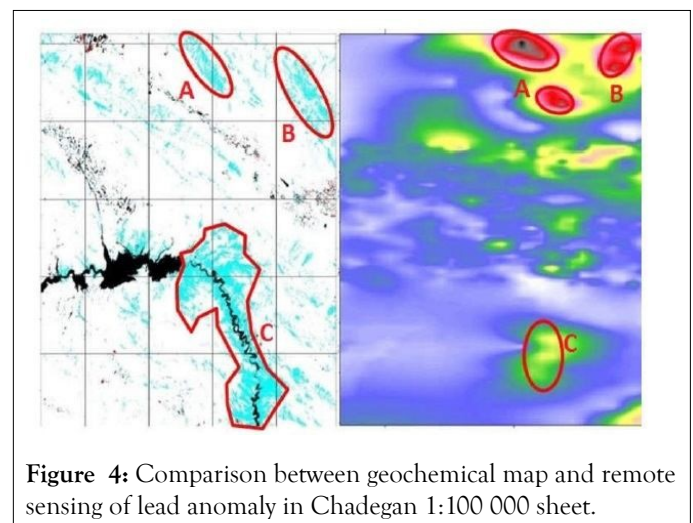 A
B
C
A
B
C
Figure 4: Comparison between geochemical map and remote
sensing of lead anomaly in Chadegan 1:100 000 sheet.